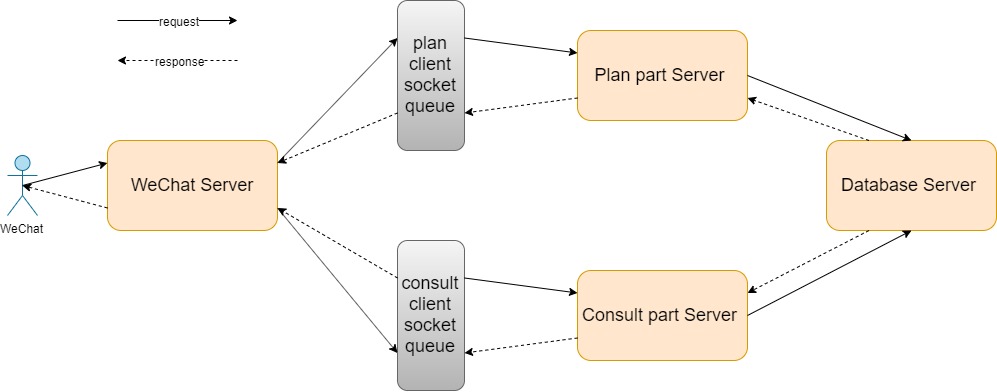 request
response
plan
client
socket
queue
Plan part Server
WeChat Server
Database Server
WeChat
consult
client
socket
queue
Consult part Server